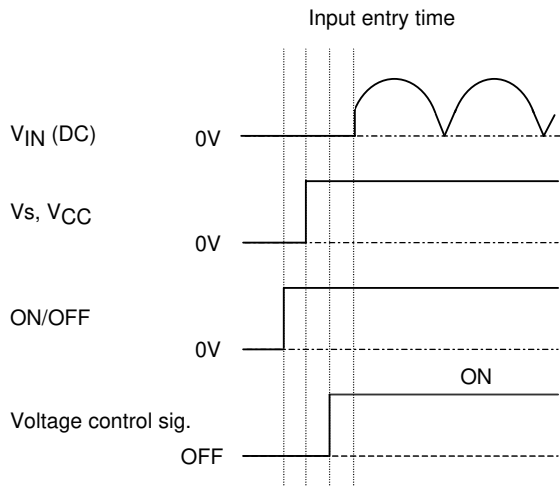 Input entry time
VIN (DC)
0V
Vs, VCC
0V
ON/OFF
0V
ON
Voltage control sig.
OFF